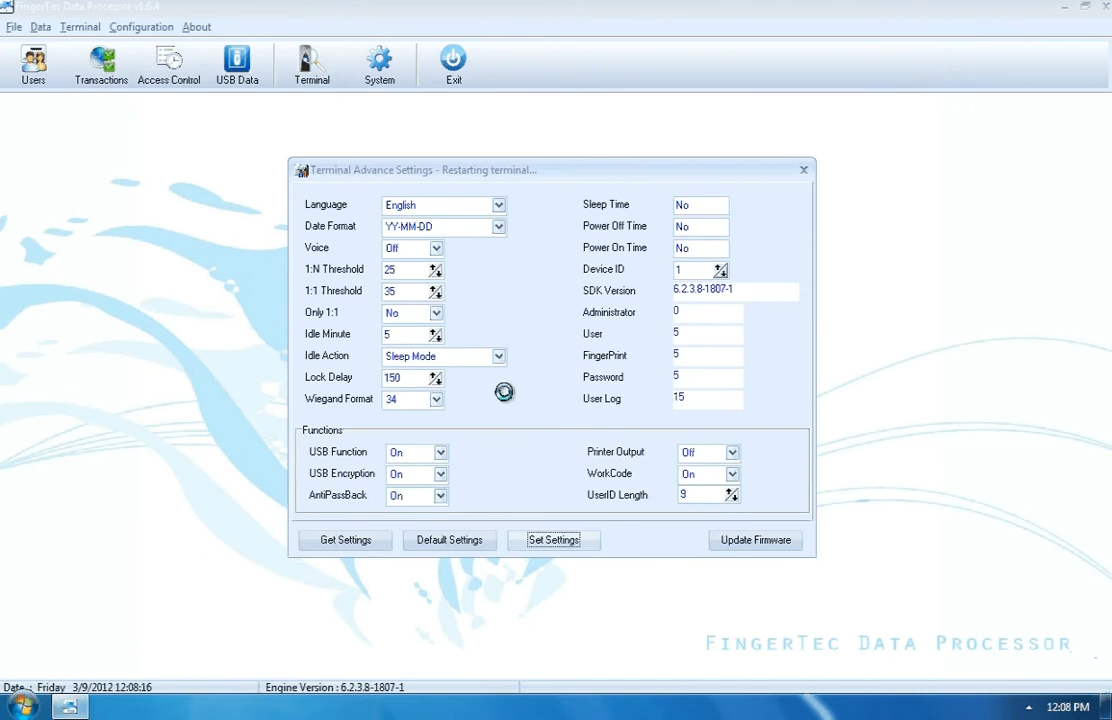 FingerTec Data Processor v1.6.4
File Data Terminal Configuration About
Users Transactions Access Control USB Data Terminal System Exit
Terminal Advance Settings - Restarting terminal...
Language English
Date Format YY-MM-DD
Voice Off
1:N Threshold 25
1:1 Threshold 35
Only 1:1 No
Idle Minute 5
Idle Action Sleep Mode
Lock Delay 150
Wiegand Format 34
Sleep Time No
Power Off Time No
Power On Time No
Device ID 1
SDK Version 6.2.3.8-1807-1
Administrator 0
User 5
FingerPrint 5
Password 5
User Log 15
Functions
USB Function On
USB Encryption On
AntiPassBack On
Printer Output Off
WorkCode On
UserID Length 9
Get Settings Default Settings Set Settings Update Firmware
FINGERTEC DATA PROCESSOR
Date : Friday 3/9/2012 12:08:16 Engine Version : 6.2.3.8-1807-1
12:08 PM